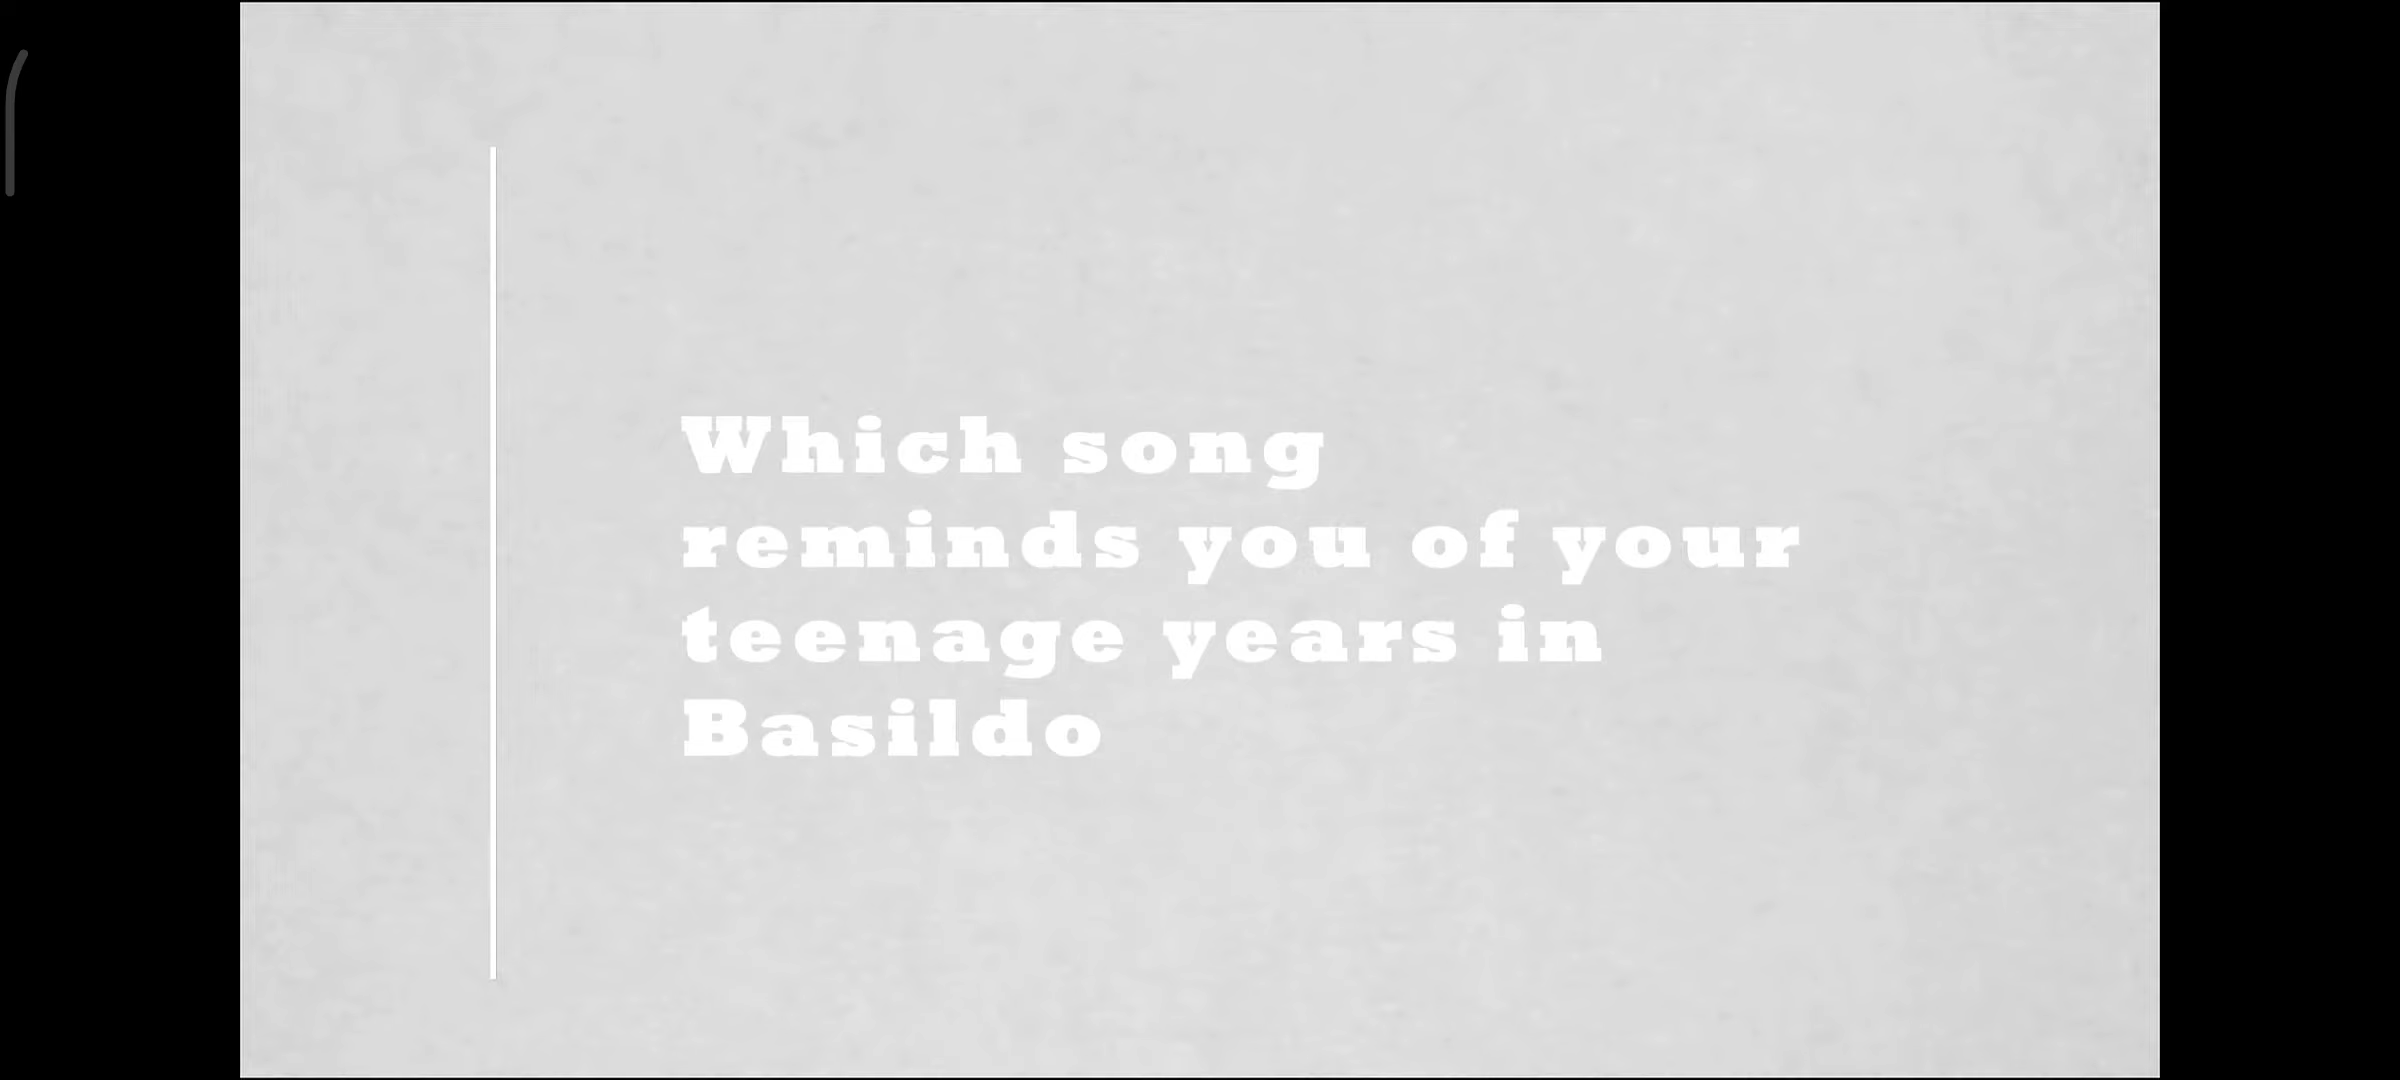 Which song
reminds you of your
teenage years in
Basildo